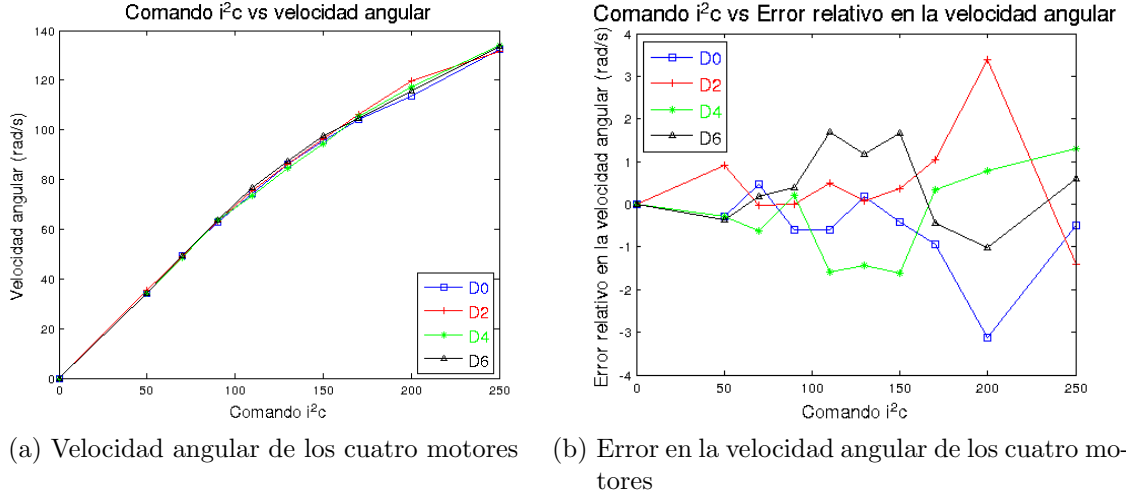 Comando i²c vs velocidad angular
Velocidad angular (rad/s)
140
120
100
80
60
40
20
0
0 50 100 150 200 250
Comando i²c
D0
D2
D4
D6
Comando i²c vs Error relativo en la velocidad angular
Error relativo en la velocidad angular (rad/s)
4
3
2
1
0
-1
-2
-3
-4
0 50 100 150 200 250
Comando i²c
D0
D2
D4
D6
(a) Velocidad angular de los cuatro motores
(b) Error en la velocidad angular de los cuatro mo-
tores